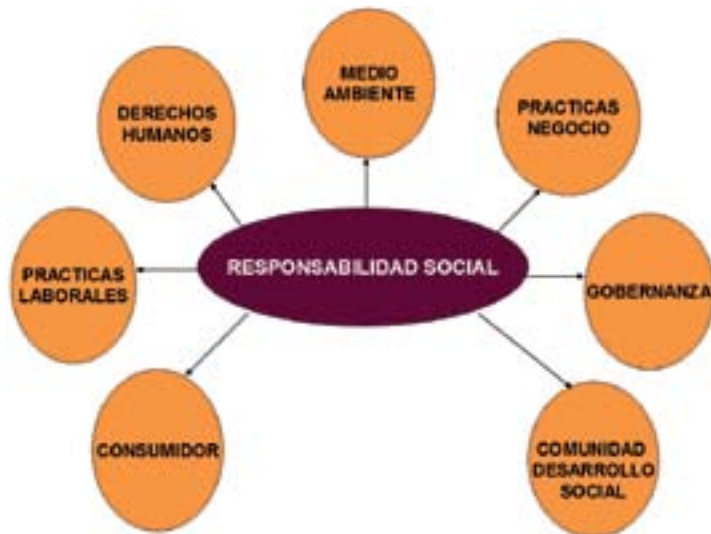 MEDIO
AMBIENTE
DERECHOS
HUMANOS
PRACTICAS
NEGOCIO
RESPONSABILIDAD SOCIAL
PRACTICAS
LABORALES
GOBERNANZA
CONSUMIDOR
COMUNIDAD
DESARROLLO
SOCIAL